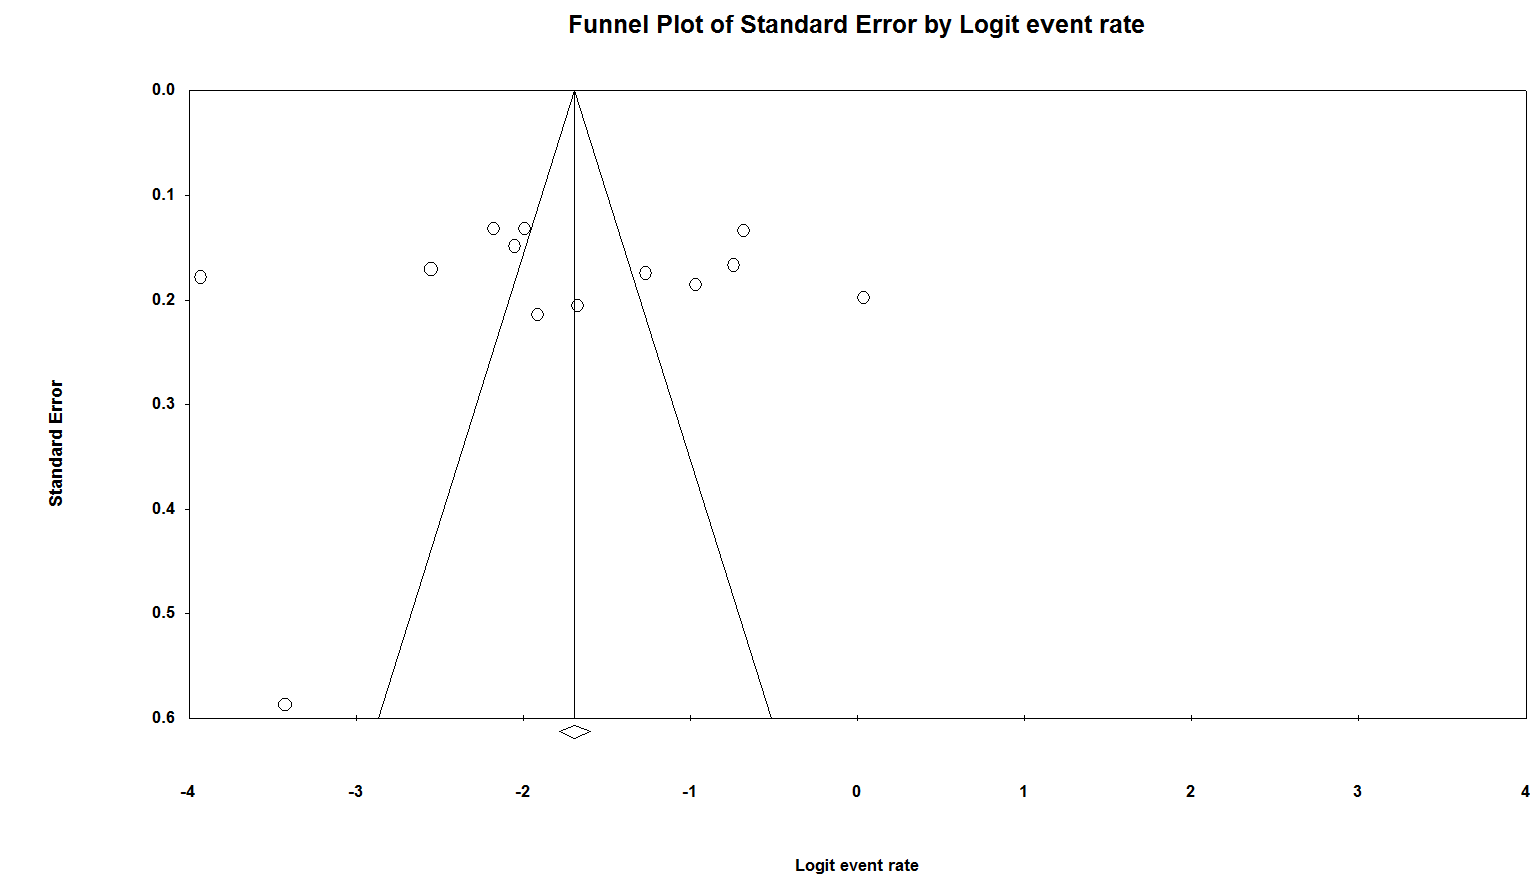 Funnel Plot of Standard Error by Logit event rate
0.0
0.1
0.2
0.3
0.4
0.5
0.6
Standard Error
-4 -3 -2 -1 0 1 2 3 4
Logit event rate